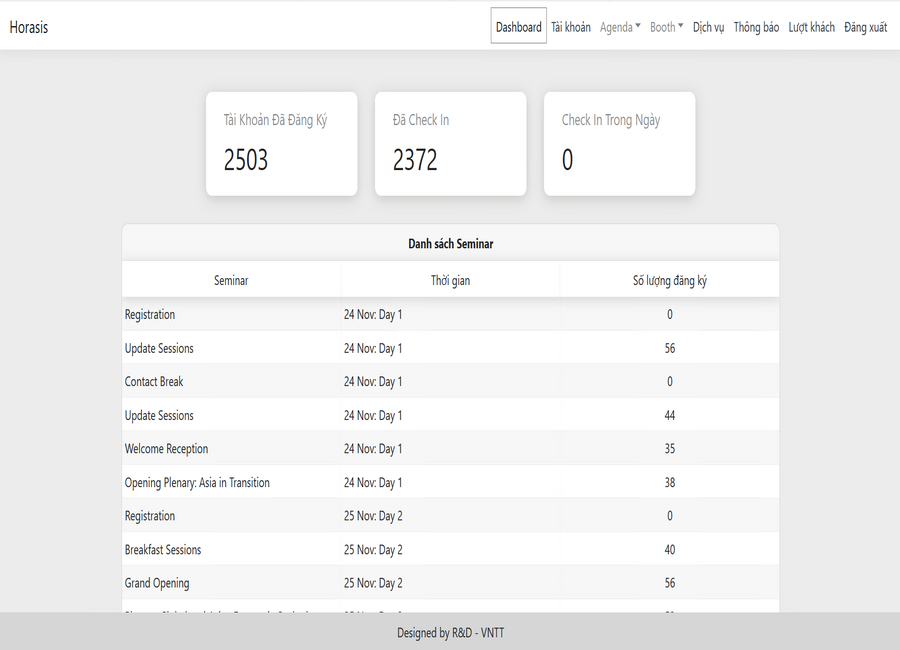 Horasis
Dashboard Tài khoản Agenda Booth Dịch vụ Thông báo Lượt khách Đăng xuất
Tài Khoản Đã Đăng Ký
2503
Đã Check In
2372
Check In Trong Ngày
0
Danh sách Seminar
Seminar Thời gian Số lượng đăng ký
Registration 24 Nov: Day 1 0
Update Sessions 24 Nov: Day 1 56
Contact Break 24 Nov: Day 1 0
Update Sessions 24 Nov: Day 1 44
Welcome Reception 24 Nov: Day 1 35
Opening Plenary: Asia in Transition 24 Nov: Day 1 38
Registration 25 Nov: Day 2 0
Breakfast Sessions 25 Nov: Day 2 40
Grand Opening 25 Nov: Day 2 56
Designed by R&D - VNTT